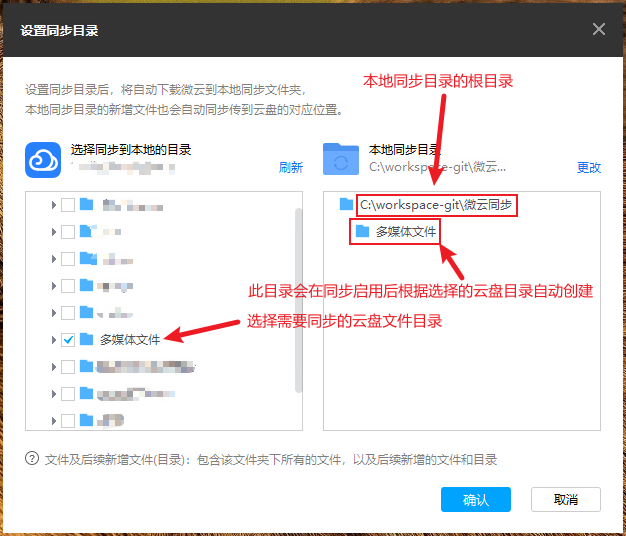 设置同步目录
设置同步目录后，将自动下载微云到本地同步文件夹，
本地同步目录的新增文件也会自动同步传到云盘的对应位置。
本地同步目录的根目录
选择同步到本地的目录
刷新
本地同步目录
C:\workspace-git\微云...
更改
C:\workspace-git\微云同步
多媒体文件
此目录会在同步启用后根据选择的云盘目录自动创建
选择需要同步的云盘文件目录
多媒体文件
文件及后续新增文件(目录)：包含该文件夹下所有的文件，以及后续新增的文件和目录
确认
取消